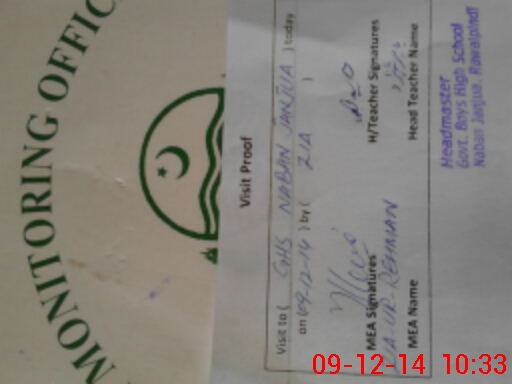 MONITORING OFFIC
Visit Proof
Visit to ( GHS NABAN JANJUA ) today
on (09-12-14) by ( ZIA )
MEA Signatures H/Teacher Signatures
ZIA-UR-REHMAN
MEA Name Head Teacher Name
Headmaster
Govt. Boys High School
Naban Janjua, Rawalpindi
09-12-14 10:33